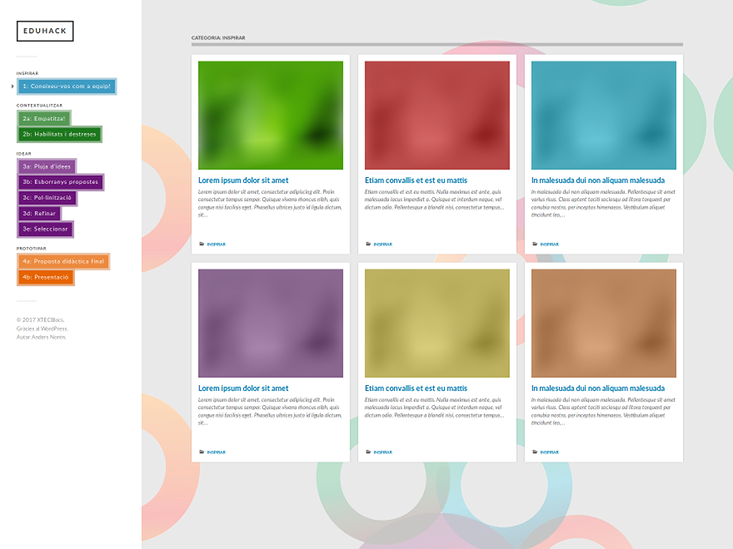 EDUHACK
INSPIRAR
1: Coneixeu-vos com a equip!
CONTEXTUALITZAR
2a: Empatitza!
2b: Habilitats i destreses
IDEAR
3a: Pluja d'idees
3b: Esborranys propostes
3c: Pol·linització
3d: Refinar
3e: Seleccionar
PROTOTIPAR
4a: Proposta didàctica final
4b: Presentació
© 2017 XTECBlocs.
Gràcies al WordPress.
Autor Anders Norén.
CATEGORIA: INSPIRAR
Lorem ipsum dolor sit amet
Lorem ipsum dolor sit amet, consectetur adipiscing elit. Proin
consectetur tempus semper. Quisque viverra rhoncus nibh, quis
congue nisi facilisis eget. Phasellus ultrices justo id ligula dictum,
sit…
INSPIRAR
Etiam convallis et est eu mattis
Etiam convallis et est eu mattis. Nulla maximus est ante, quis
malesuada lacus imperdiet a. Quisque et interdum neque, vel
dictum odio. Pellentesque a blandit nisi, consectetur tempus…
INSPIRAR
In malesuada dui non aliquam malesuada
In malesuada dui non aliquam malesuada. Pellentesque sit amet
varius risus. Class aptent taciti sociosqu ad litora torquent per
conubia nostra, per inceptos himenaeos. Vestibulum aliquet
tincidunt leo,…
INSPIRAR
Lorem ipsum dolor sit amet
Lorem ipsum dolor sit amet, consectetur adipiscing elit. Proin
consectetur tempus semper. Quisque viverra rhoncus nibh, quis
congue nisi facilisis eget. Phasellus ultrices justo id ligula dictum,
sit…
INSPIRAR
Etiam convallis et est eu mattis
Etiam convallis et est eu mattis. Nulla maximus est ante, quis
malesuada lacus imperdiet a. Quisque et interdum neque, vel
dictum odio. Pellentesque a blandit nisi, consectetur tempus…
INSPIRAR
In malesuada dui non aliquam malesuada
In malesuada dui non aliquam malesuada. Pellentesque sit amet
varius risus. Class aptent taciti sociosqu ad litora torquent per
conubia nostra, per inceptos himenaeos. Vestibulum aliquet
tincidunt leo,…
INSPIRAR